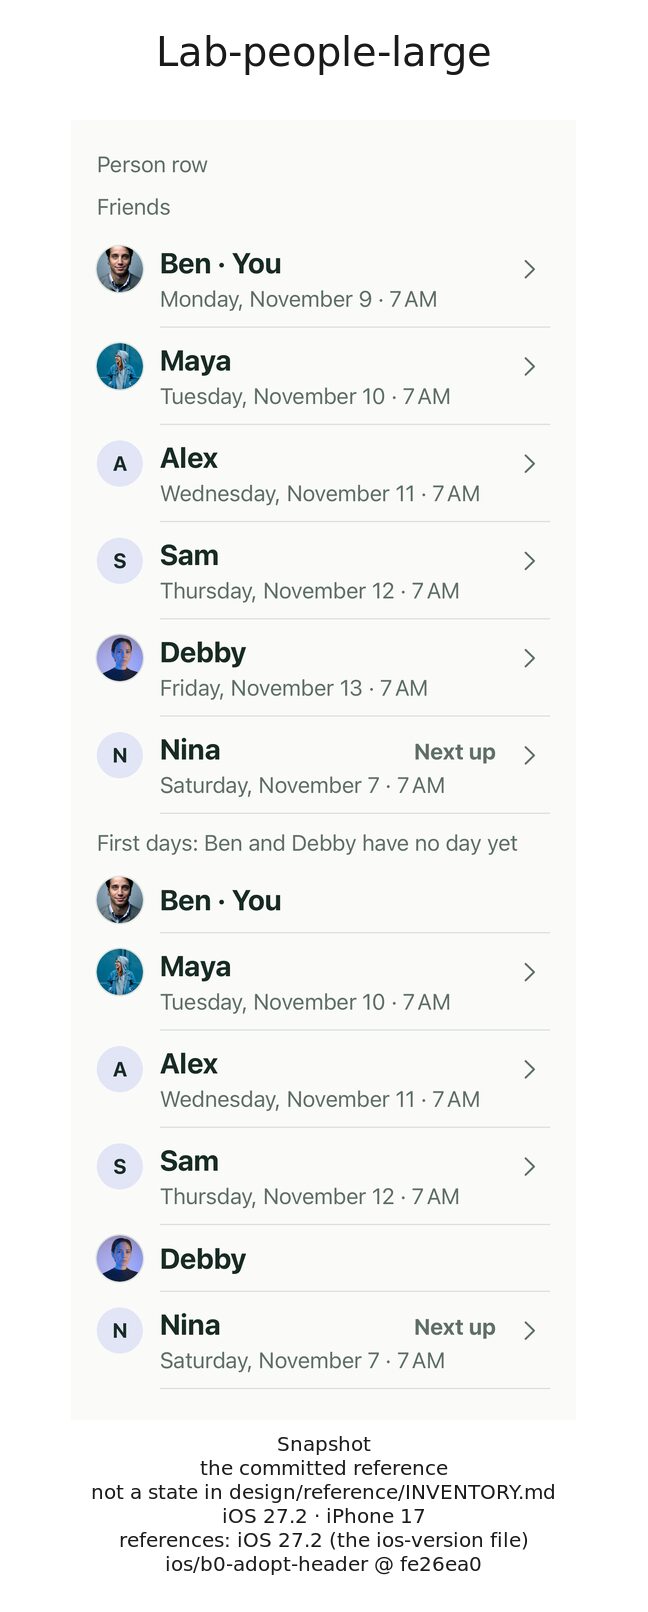 Lab-people-large
Person row
Friends
Ben · You
Monday, November 9 · 7 AM
Maya
Tuesday, November 10 · 7 AM
A
Alex
Wednesday, November 11 · 7 AM
S
Sam
Thursday, November 12 · 7 AM
Debby
Friday, November 13 · 7 AM
N
Nina
Next up
Saturday, November 7 · 7 AM
First days: Ben and Debby have no day yet
Ben · You
Maya
Tuesday, November 10 · 7 AM
A
Alex
Wednesday, November 11 · 7 AM
S
Sam
Thursday, November 12 · 7 AM
Debby
N
Nina
Next up
Saturday, November 7 · 7 AM
Snapshot
the committed reference
not a state in design/reference/INVENTORY.md
iOS 27.2 · iPhone 17
references: iOS 27.2 (the ios-version file)
ios/b0-adopt-header @ fe26ea0